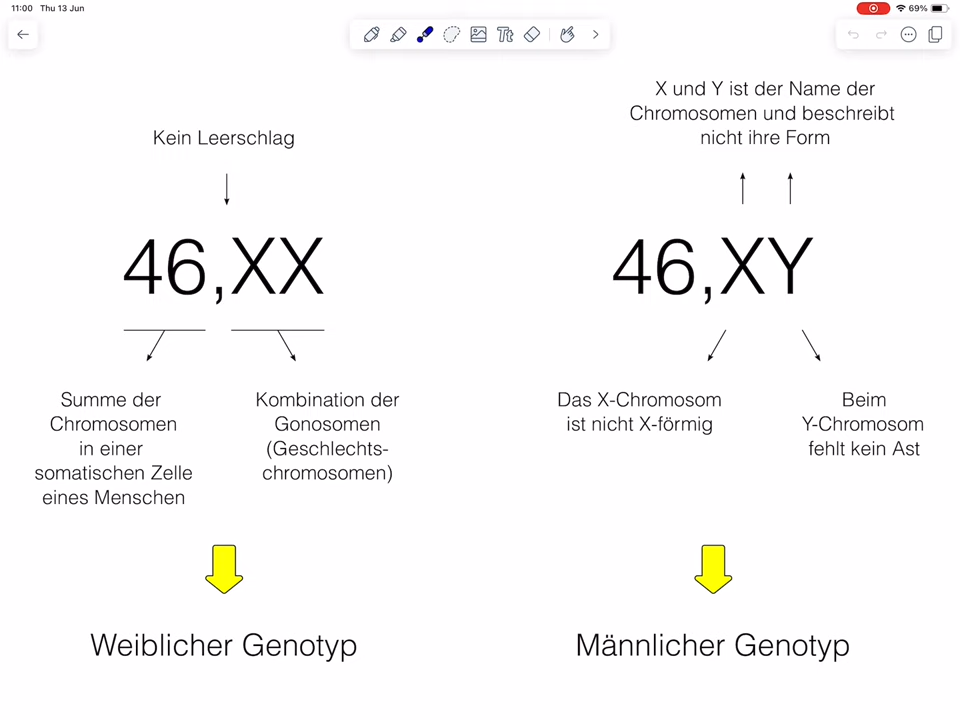 11:00 Thu 13 Jun
69%
Tt
Kein Leerschlag
46,XX
Summe der
Chromosomen
in einer
somatischen Zelle
eines Menschen
Kombination der
Gonosomen
(Geschlechts-
chromosomen)
Weiblicher Genotyp
X und Y ist der Name der
Chromosomen und beschreibt
nicht ihre Form
46,XY
Das X-Chromosom
ist nicht X-förmig
Beim
Y-Chromosom
fehlt kein Ast
Männlicher Genotyp